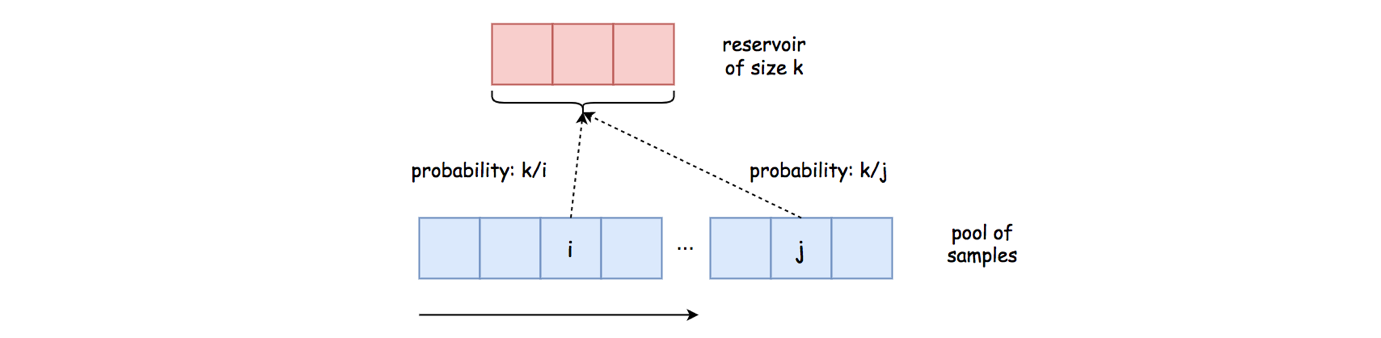 reservoir
of size k
probability: k/i
probability: k/j
i
...
j
pool of
samples